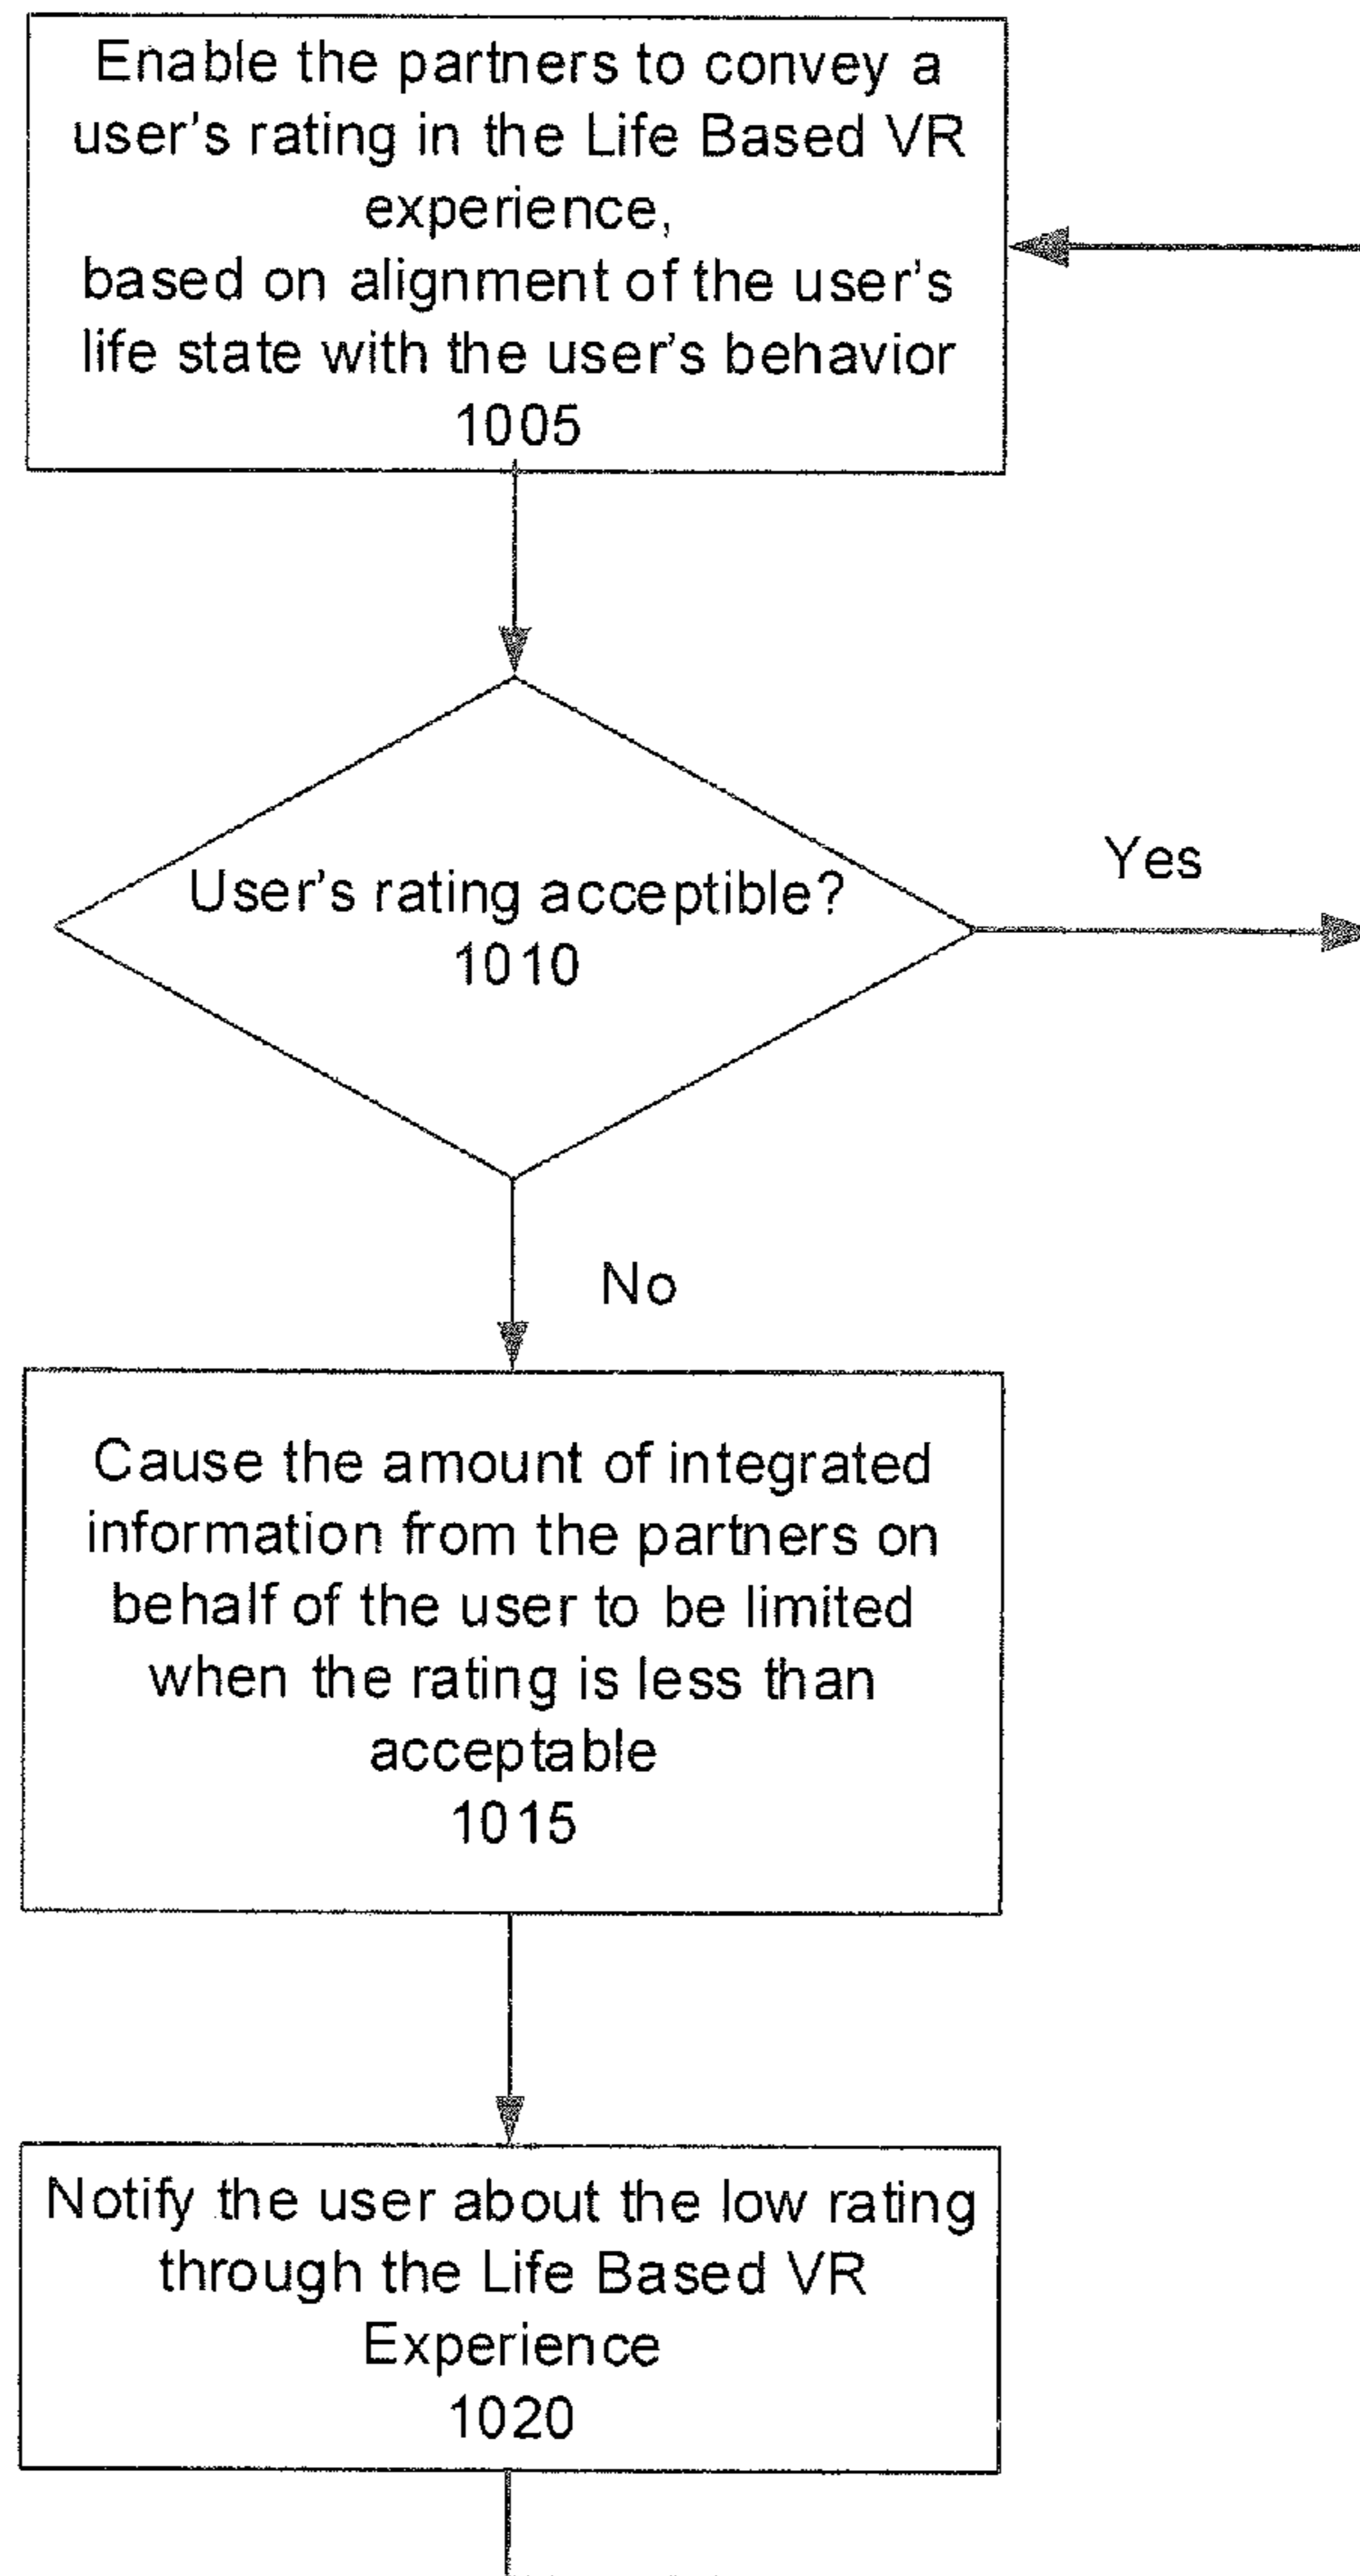 Enable the partners to convey a
user's rating in the Life Based VR
experience,
based on alignment of the user's
life state with the user's behavior
1005
User's rating acceptible?
1010
Yes
No
Cause the amount of integrated
information from the partners on
behalf of the user to be limited
when the rating is less than
acceptable
1015
Notify the user about the low rating
through the Life Based VR
Experience
1020